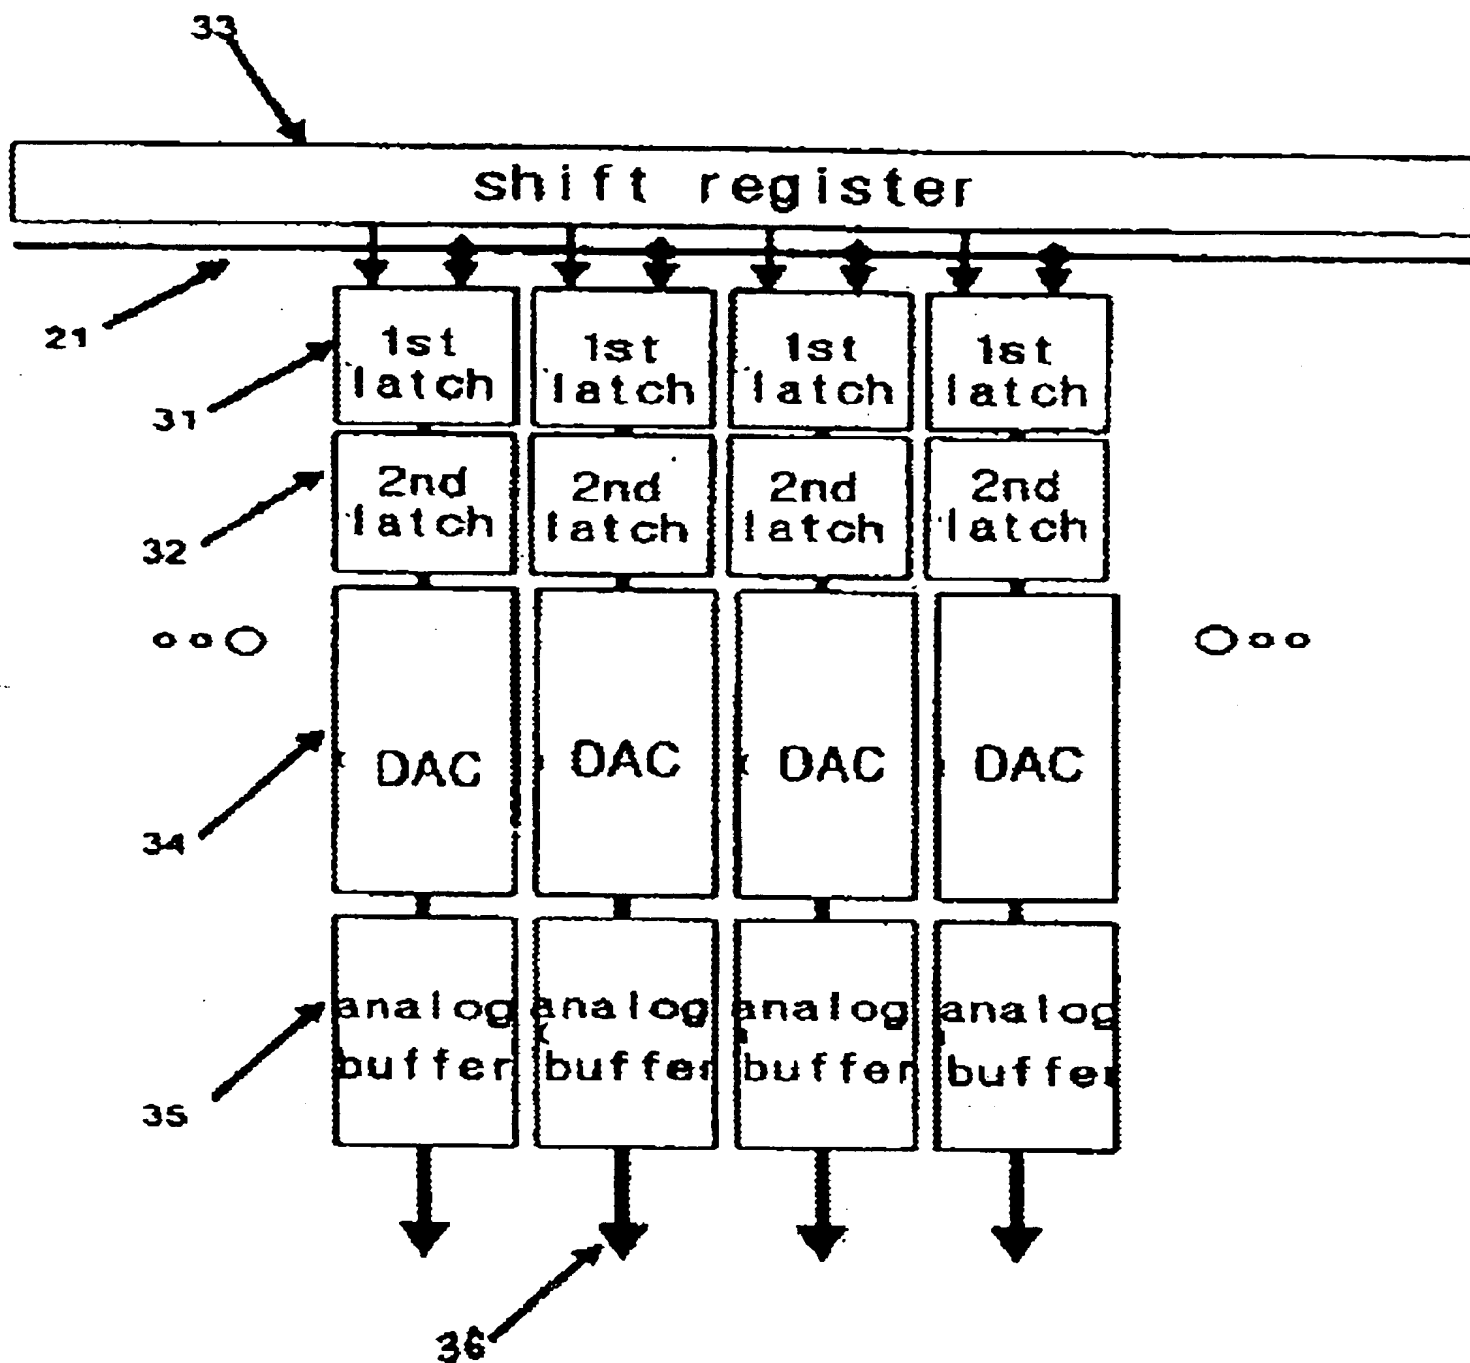 33
shift register
21
1st 1st 1st 1st
latch latch latch latch
31
2nd 2nd 2nd 2nd
latch latch latch latch
32
DAC DAC DAC DAC
34
analog analog analog analog
buffer buffer buffer buffer
35
36